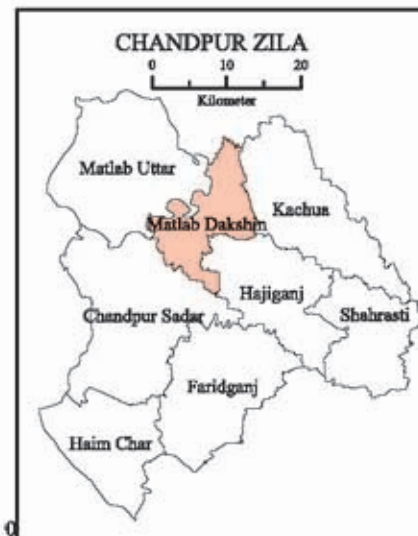 CHANDPUR ZILA
0 10 20
Kilometer
Matlab Uttar
Kachua
Matlab Dakshin
Hajiganj
Shahrasti
Chandpur Sadar
Faridganj
Haim Char
0